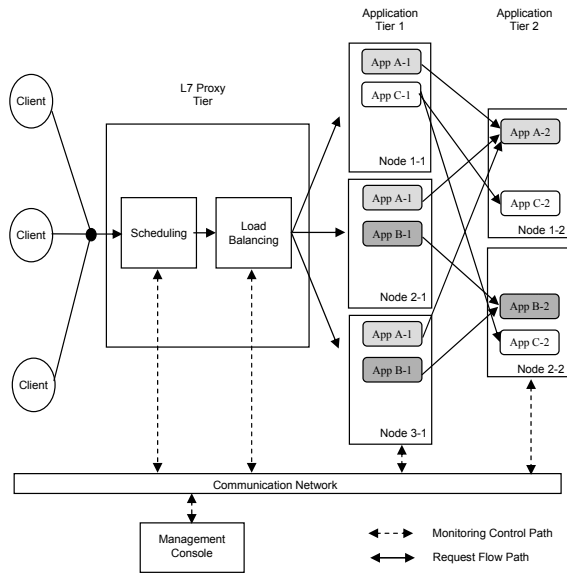 Application
Tier 1
Application
Tier 2
L7 Proxy
Tier
Client
Client
Client
Scheduling
Load
Balancing
App A-1
App C-1
Node 1-1
App A-1
App B-1
Node 2-1
App A-1
App B-1
Node 3-1
App A-2
App C-2
Node 1-2
App B-2
App C-2
Node 2-2
Communication Network
Management
Console
Monitoring Control Path
Request Flow Path